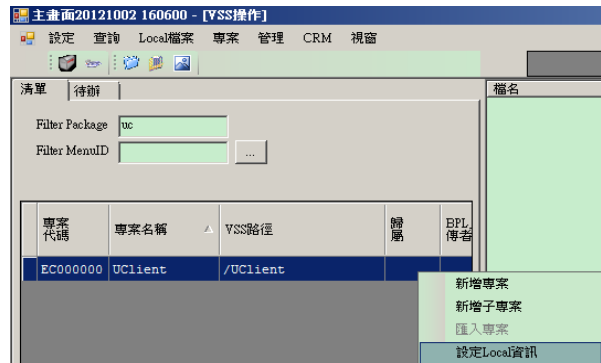 主畫面20121002 160600 - [VSS操作]
設定 查詢 Local檔案 專案 管理 CRM 視窗
清單 待辦
檔名
Filter Package uc
Filter MenuID ...
專案代碼 專案名稱 VSS路徑 歸屬 BPL傳者
EC000000 UClient /UClient
新增專案
新增子專案
匯入專案
設定Local資訊